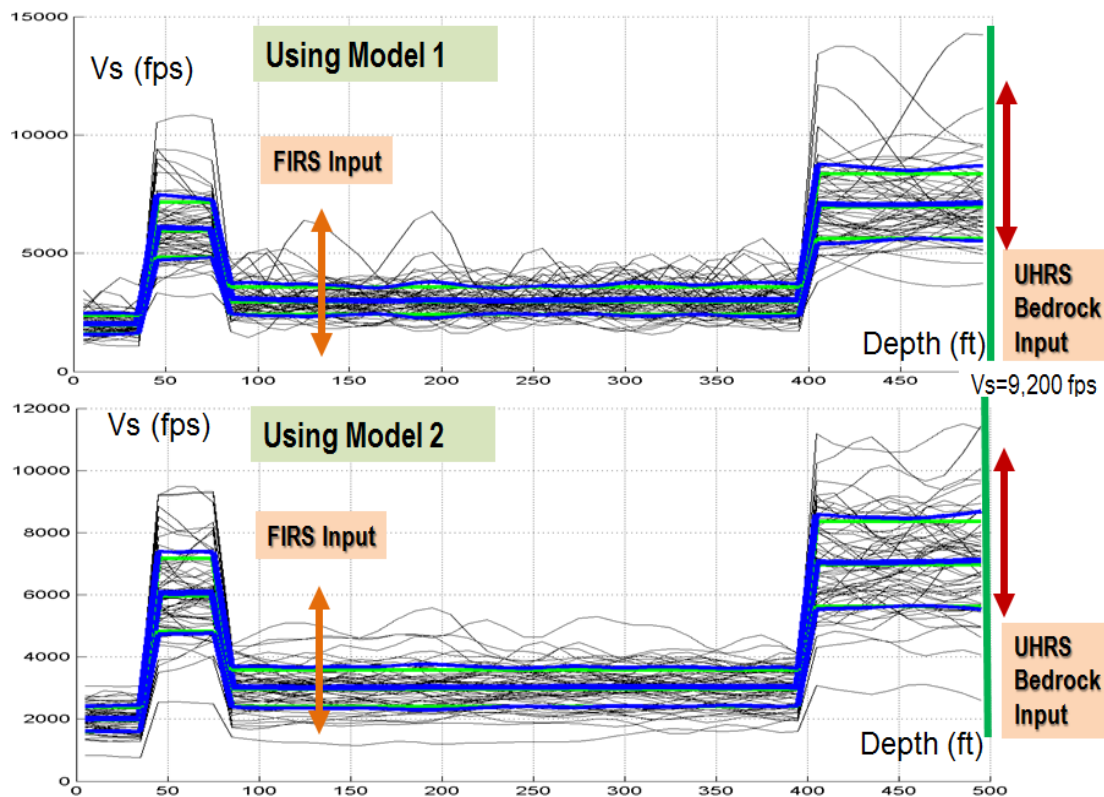 15000
Using Model 1
Vs (fps)
10000
FIRS Input
5000
UHRS
Bedrock
Input
Depth (ft)
0
0 50 100 150 200 250 300 350 400 450
Vs=9,200 fps
12000
Vs (fps)
Using Model 2
10000
FIRS Input
8000
6000
4000
UHRS
Bedrock
Input
2000
Depth (ft)
0
0 50 100 150 200 250 300 350 400 450 500